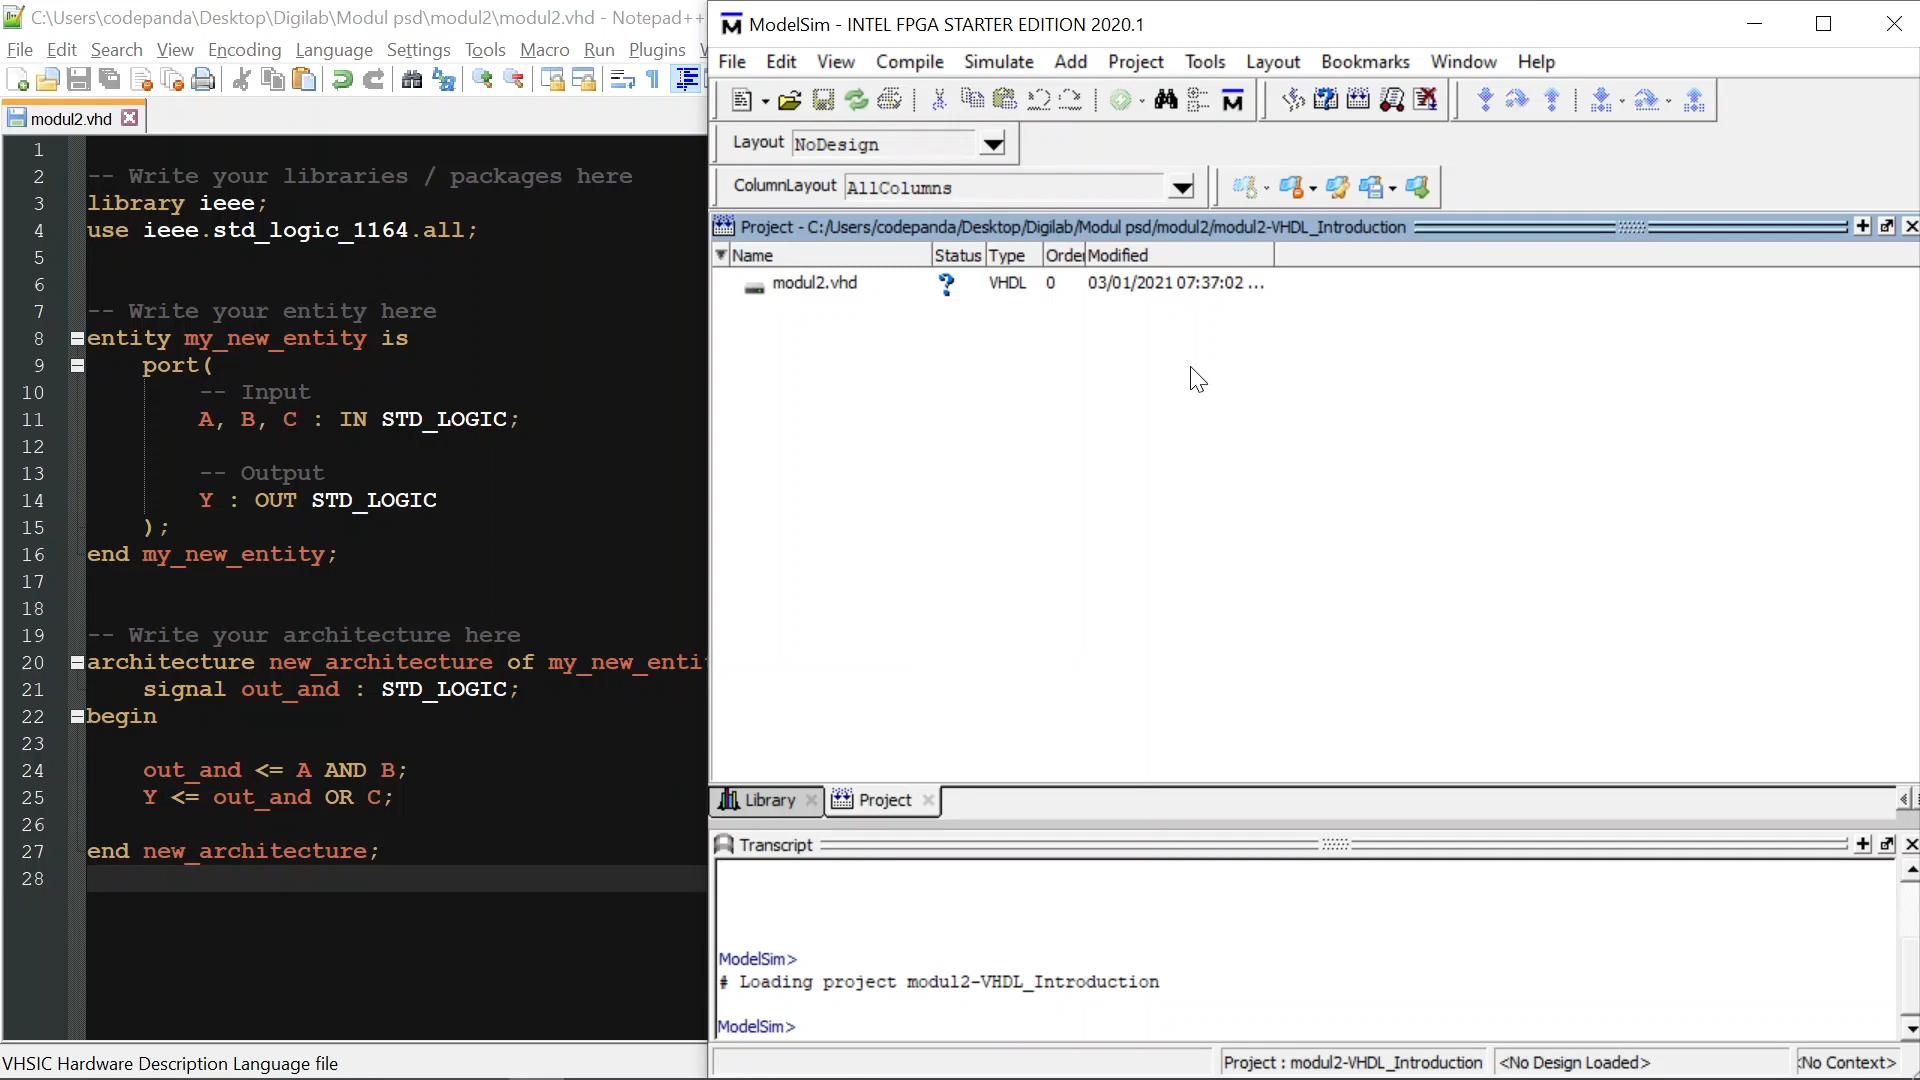 C:\Users\codepanda\Desktop\Digilab\Modul psd\modul2\modul2.vhd - Notepad++
File Edit Search View Encoding Language Settings Tools Macro Run Plugins
modul2.vhd
1
2 -- Write your libraries / packages here
3 library ieee;
4 use ieee.std_logic_1164.all;
5
6
7 -- Write your entity here
8 entity my_new_entity is
9 port(
10 -- Input
11 A, B, C : IN STD_LOGIC;
12
13 -- Output
14 Y : OUT STD_LOGIC
15 );
16 end my_new_entity;
17
18
19 -- Write your architecture here
20 architecture new_architecture of my_new_enti
21 signal out_and : STD_LOGIC;
22 begin
23
24 out_and <= A AND B;
25 Y <= out_and OR C;
26
27 end new_architecture;
28
VHSIC Hardware Description Language file
ModelSim - INTEL FPGA STARTER EDITION 2020.1
File Edit View Compile Simulate Add Project Tools Layout Bookmarks Window Help
Layout NoDesign
ColumnLayout AllColumns
Project - C:/Users/codepanda/Desktop/Digilab/Modul psd/modul2/modul2-VHDL_Introduction
Name Status Type Order Modified
modul2.vhd ? VHDL 0 03/01/2021 07:37:02 ...
Library Project
Transcript
ModelSim>
# Loading project modul2-VHDL_Introduction
ModelSim>
Project : modul2-VHDL_Introduction <No Design Loaded> <No Context>